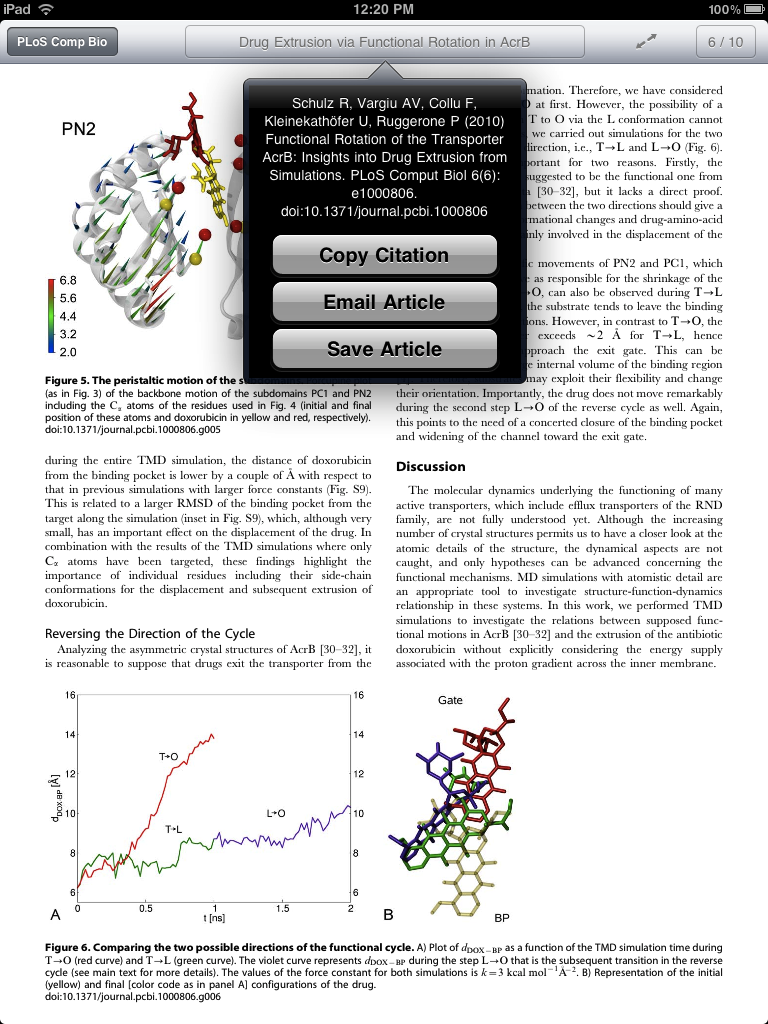 iPad 12:20 PM 100%
PLoS Comp Bio Drug Extrusion via Functional Rotation in AcrB 6 / 10
Schulz R, Vargiu AV, Collu F,
Kleinekathöfer U, Ruggerone P (2010)
Functional Rotation of the Transporter
AcrB: Insights into Drug Extrusion from
Simulations. PLoS Comput Biol 6(6):
e1000806.
doi:10.1371/journal.pcbi.1000806
Copy Citation
Email Article
Save Article
PN2
6.8
5.6
4.4
3.2
2.0
Figure 5. The peristaltic motion of the
(as in Fig. 3) of the backbone motion of the subdomains PC1 and PN2
including the Cα atoms of the residues used in Fig. 4 (initial and final
position of these atoms and doxorubicin in yellow and red, respectively).
doi:10.1371/journal.pcbi.1000806.g005
during the entire TMD simulation, the distance of doxorubicin
from the binding pocket is lower by a couple of Å with respect to
that in previous simulations with larger force constants (Fig. S9).
This is related to a larger RMSD of the binding pocket from the
target along the simulation (inset in Fig. S9), which, although very
small, has an important effect on the displacement of the drug. In
combination with the results of the TMD simulations where only
Cα atoms have been targeted, these findings highlight the
importance of individual residues including their side-chain
conformations for the displacement and subsequent extrusion of
doxorubicin.
Reversing the Direction of the Cycle
Analyzing the asymmetric crystal structures of AcrB [30–32], it
is reasonable to suppose that drugs exit the transporter from the
mation. Therefore, we have considered
O at first. However, the possibility of a
T to O via the L conformation cannot
we carried out simulations for the two
direction, i.e., T→L and L→O (Fig. 6).
portant for two reasons. Firstly, the
suggested to be the functional one from
a [30–32], but it lacks a direct proof.
between the two directions should give a
rmational changes and drug-amino-acid
inly involved in the displacement of the
c movements of PN2 and PC1, which
e as responsible for the shrinkage of the
→O, can also be observed during T→L
the substrate tends to leave the binding
ions. However, in contrast to T→O, the
r exceeds ~2 Å for T→L, hence
pproach the exit gate. This can be
e internal volume of the binding region
may exploit their flexibility and change
their orientation. Importantly, the drug does not move remarkably
during the second step L→O of the reverse cycle as well. Again,
this points to the need of a concerted closure of the binding pocket
and widening of the channel toward the exit gate.
Discussion
The molecular dynamics underlying the functioning of many
active transporters, which include efflux transporters of the RND
family, are not fully understood yet. Although the increasing
number of crystal structures permits us to have a closer look at the
atomic details of the structure, the dynamical aspects are not
caught, and only hypotheses can be advanced concerning the
functional mechanisms. MD simulations with atomistic detail are
an appropriate tool to investigate structure-function-dynamics
relationship in these systems. In this work, we performed TMD
simulations to investigate the relations between supposed func-
tional motions in AcrB [30–32] and the extrusion of the antibiotic
doxorubicin without explicitly considering the energy supply
associated with the proton gradient across the inner membrane.
16 16
14 14
12 12
10 10
8 8
6 6
d DOX BP [Å]
T→O
T→L
L→O
0 0.5 1 1.5 2
t [ns]
A
Gate
B
BP
Figure 6. Comparing the two possible directions of the functional cycle. A) Plot of dDOX−BP as a function of the TMD simulation time during
T→O (red curve) and T→L (green curve). The violet curve represents dDOX−BP during the step L→O that is the subsequent transition in the reverse
cycle (see main text for more details). The values of the force constant for both simulations is k=3 kcal mol⁻¹Å⁻². B) Representation of the initial
(yellow) and final [color code as in panel A] configurations of the drug.
doi:10.1371/journal.pcbi.1000806.g006